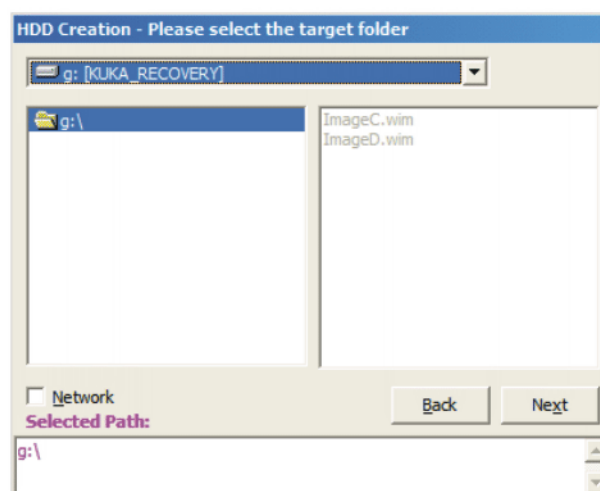 HDD Creation - Please select the target folder
g: [KUKA_RECOVERY]
g:\
ImageC.wim
ImageD.wim
Network
Back
Next
Selected Path:
g:\